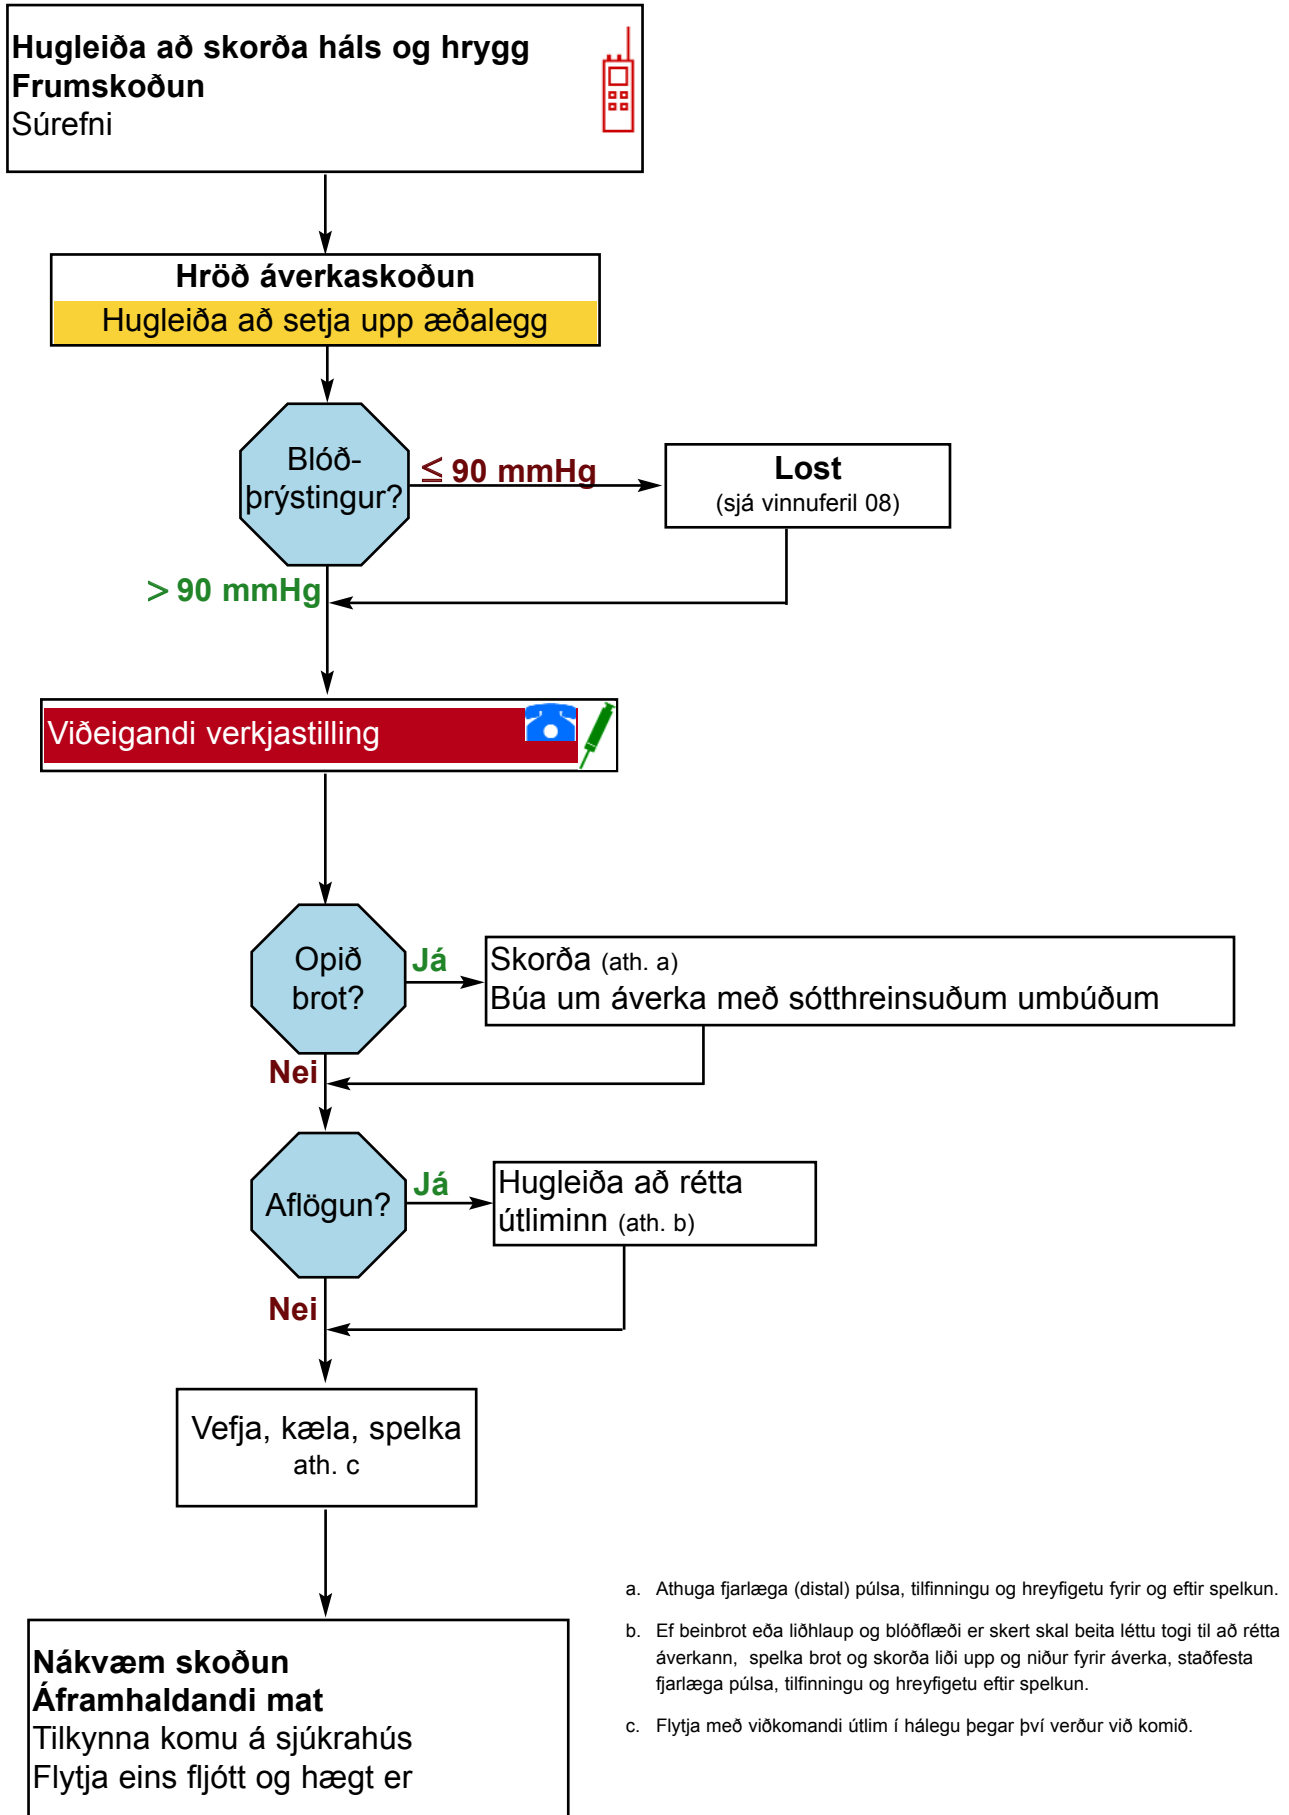 Hugleiða að skorða háls og hrygg
Frumskoðun
Súrefni
Hröð áverkaskoðun
Hugleiða að setja upp æðalegg
Blóð-
þrýstingur?
≤ 90 mmHg
Lost
(sjá vinnuferil 08)
> 90 mmHg
Viðeigandi verkjastilling
Opið
brot?
Já
Skorða (ath. a)
Búa um áverka með sótthreinsuðum umbúðum
Nei
Aflögun?
Já
Hugleiða að rétta
útliminn (ath. b)
Nei
Vefja, kæla, spelka
ath. c
Nákvæm skoðun
Áframhaldandi mat
Tilkynna komu á sjúkrahús
Flytja eins fljótt og hægt er
a. Athuga fjarlæga (distal) púlsa, tilfinningu og hreyfigetu fyrir og eftir spelkun.
b. Ef beinbrot eða liðhlaup og blóðflæði er skert skal beita léttu togi til að rétta
áverkann, spelka brot og skorða liði upp og niður fyrir áverka, staðfesta
fjarlæga púlsa, tilfinningu og hreyfigetu eftir spelkun.
c. Flytja með viðkomandi útlim í hálegu þegar því verður við komið.